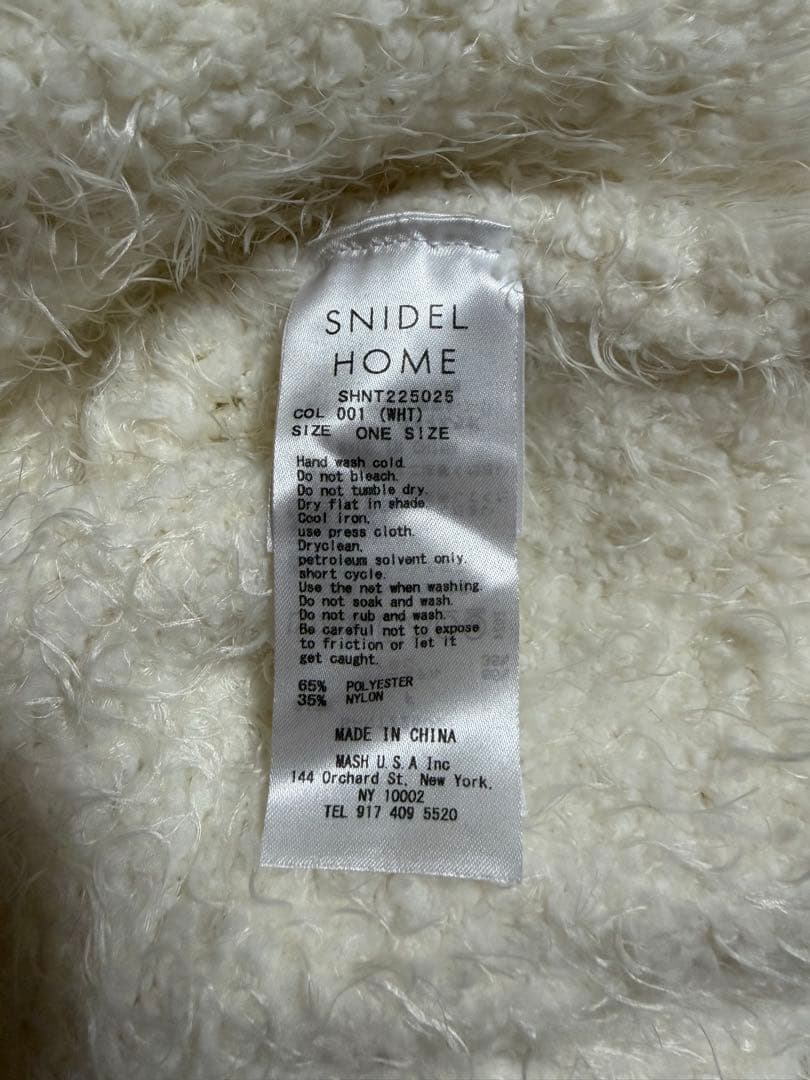 SNIDEL
HOME
SHNT225025
COL 001 (WHT)
SIZE ONE SIZE
Hand wash cold.
Do not bleach.
Do not tumble dry.
Dry flat in shade.
Cool iron,
use press cloth.
Dryclean,
petroleum solvent only.
short cycle.
Use the net when washing.
Do not soak and wash.
Do not rub and wash.
Be careful not to expose
to friction or let it
get caught.
65% POLYESTER
35% NYLON
MADE IN CHINA
MASH U.S.A Inc
144 Orchard St, New York,
NY 10002
TEL 917 409 5520